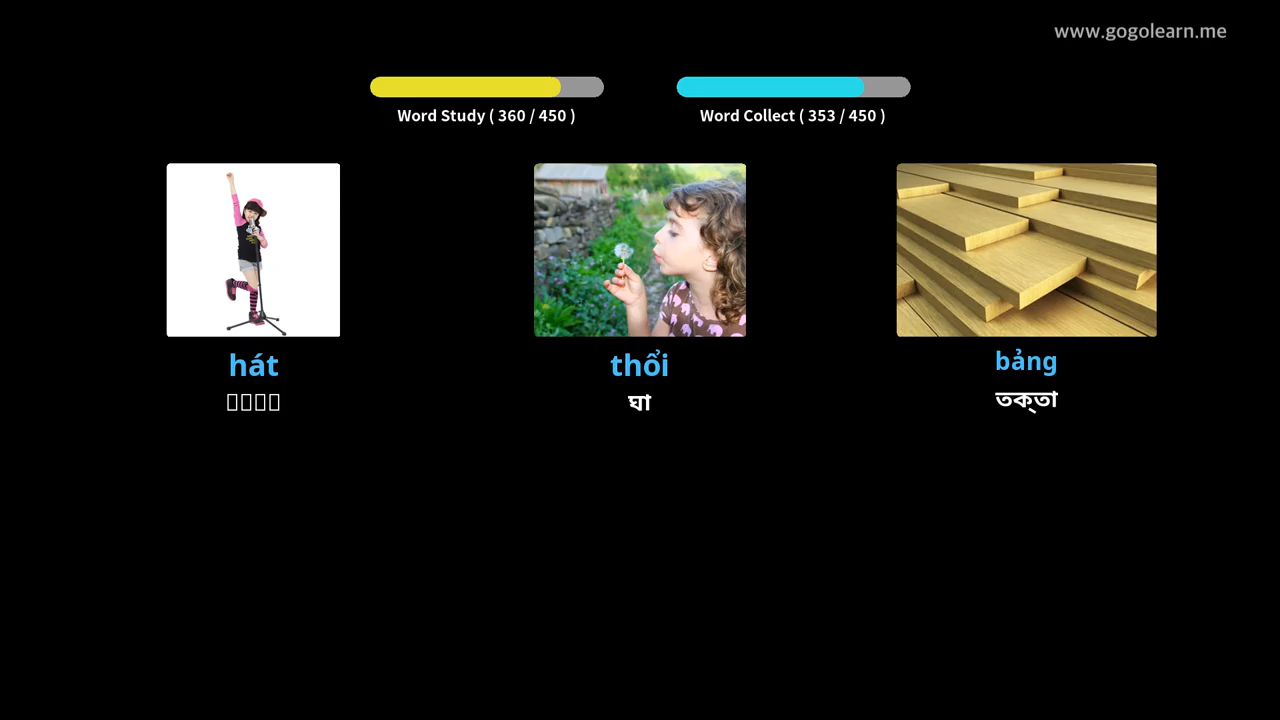 www.gogolearn.me
Word Study ( 360 / 450 )
Word Collect ( 353 / 450 )
hát
thổi
bảng
ঘা
তক্তা